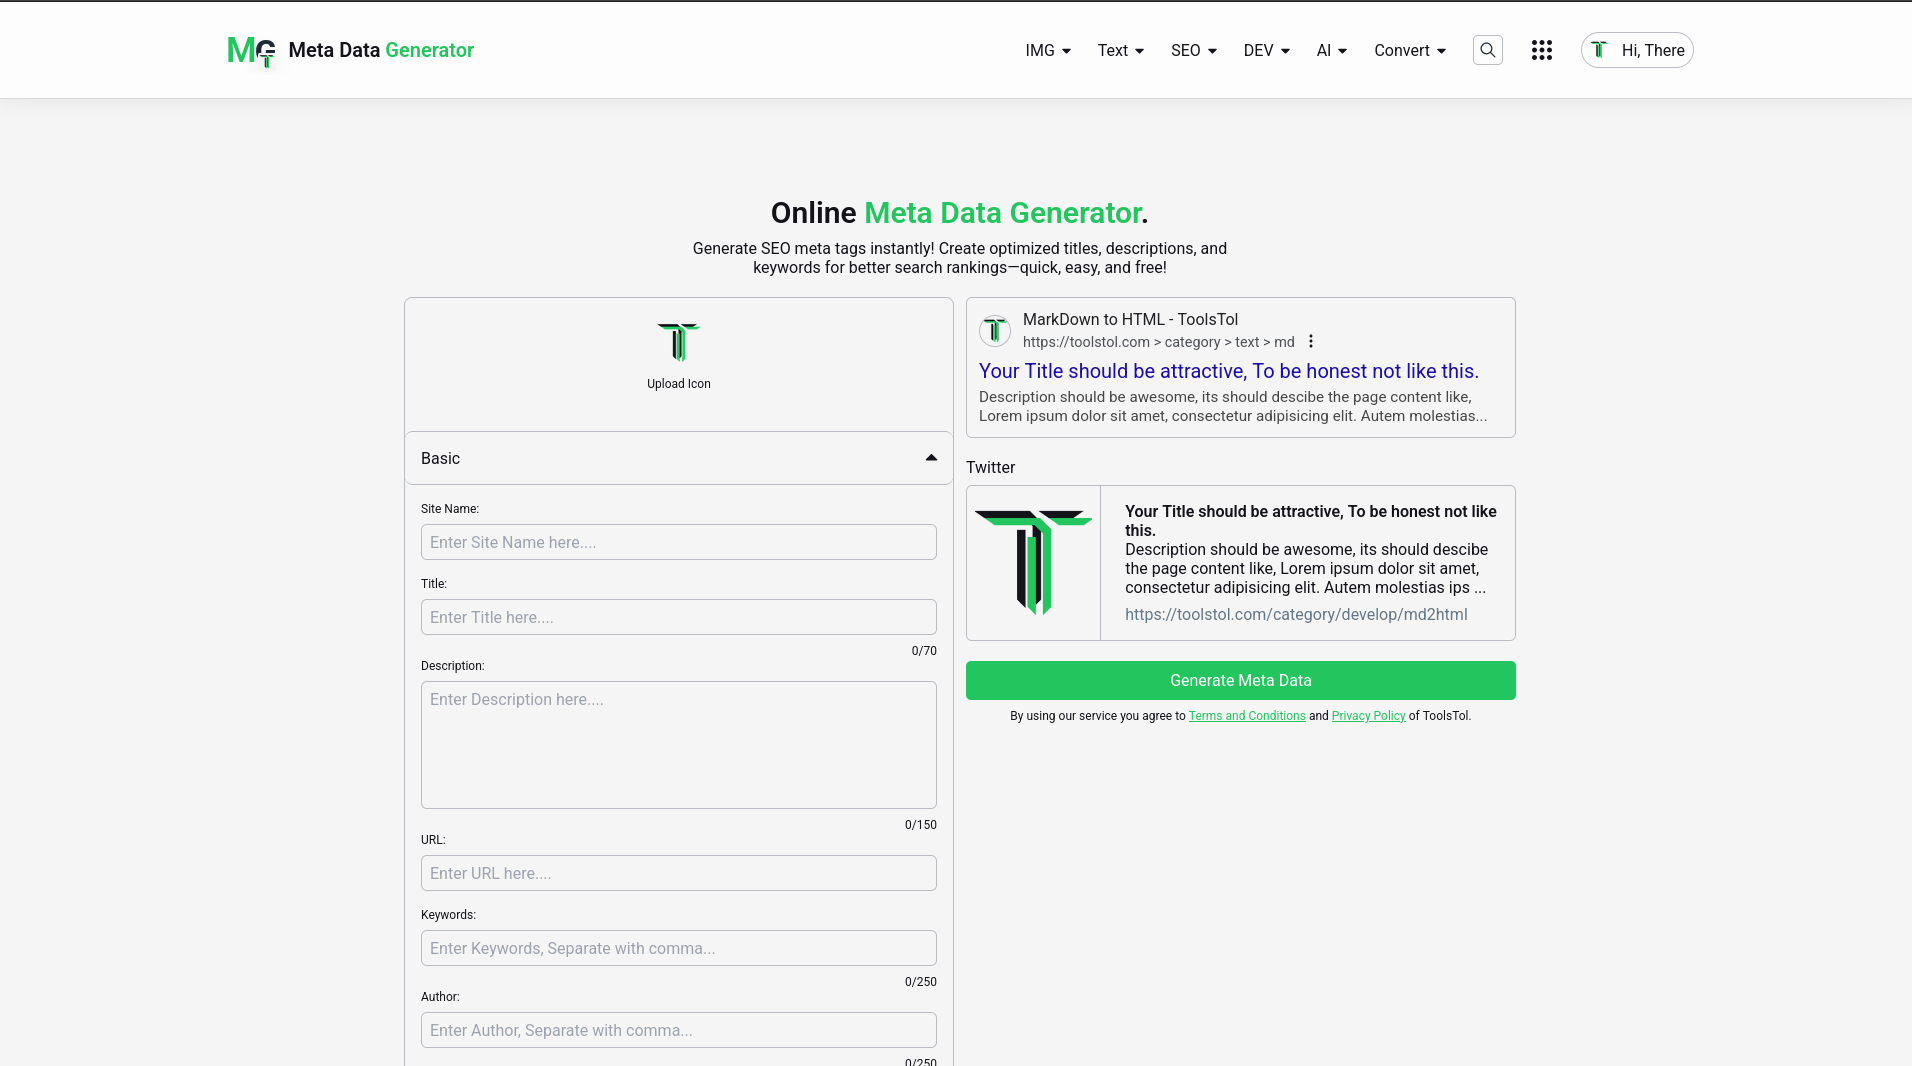 MG Meta Data Generator
IMG
Text
SEO
DEV
AI
Convert
Hi, There
Online Meta Data Generator.
Generate SEO meta tags instantly! Create optimized titles, descriptions, and
keywords for better search rankings—quick, easy, and free!
Upload Icon
Basic
Site Name:
Enter Site Name here....
Title:
Enter Title here....
0/70
Description:
Enter Description here....
0/150
URL:
Enter URL here....
Keywords:
Enter Keywords, Separate with comma...
0/250
Author:
Enter Author, Separate with comma...
0/250
MarkDown to HTML - ToolsTol
https://toolstol.com > category > text > md
Your Title should be attractive, To be honest not like this.
Description should be awesome, its should descibe the page content like,
Lorem ipsum dolor sit amet, consectetur adipisicing elit. Autem molestias...
Twitter
Your Title should be attractive, To be honest not like
this.
Description should be awesome, its should descibe
the page content like, Lorem ipsum dolor sit amet,
consectetur adipisicing elit. Autem molestias ips ...
https://toolstol.com/category/develop/md2html
Generate Meta Data
By using our service you agree to Terms and Conditions and Privacy Policy of ToolsTol.